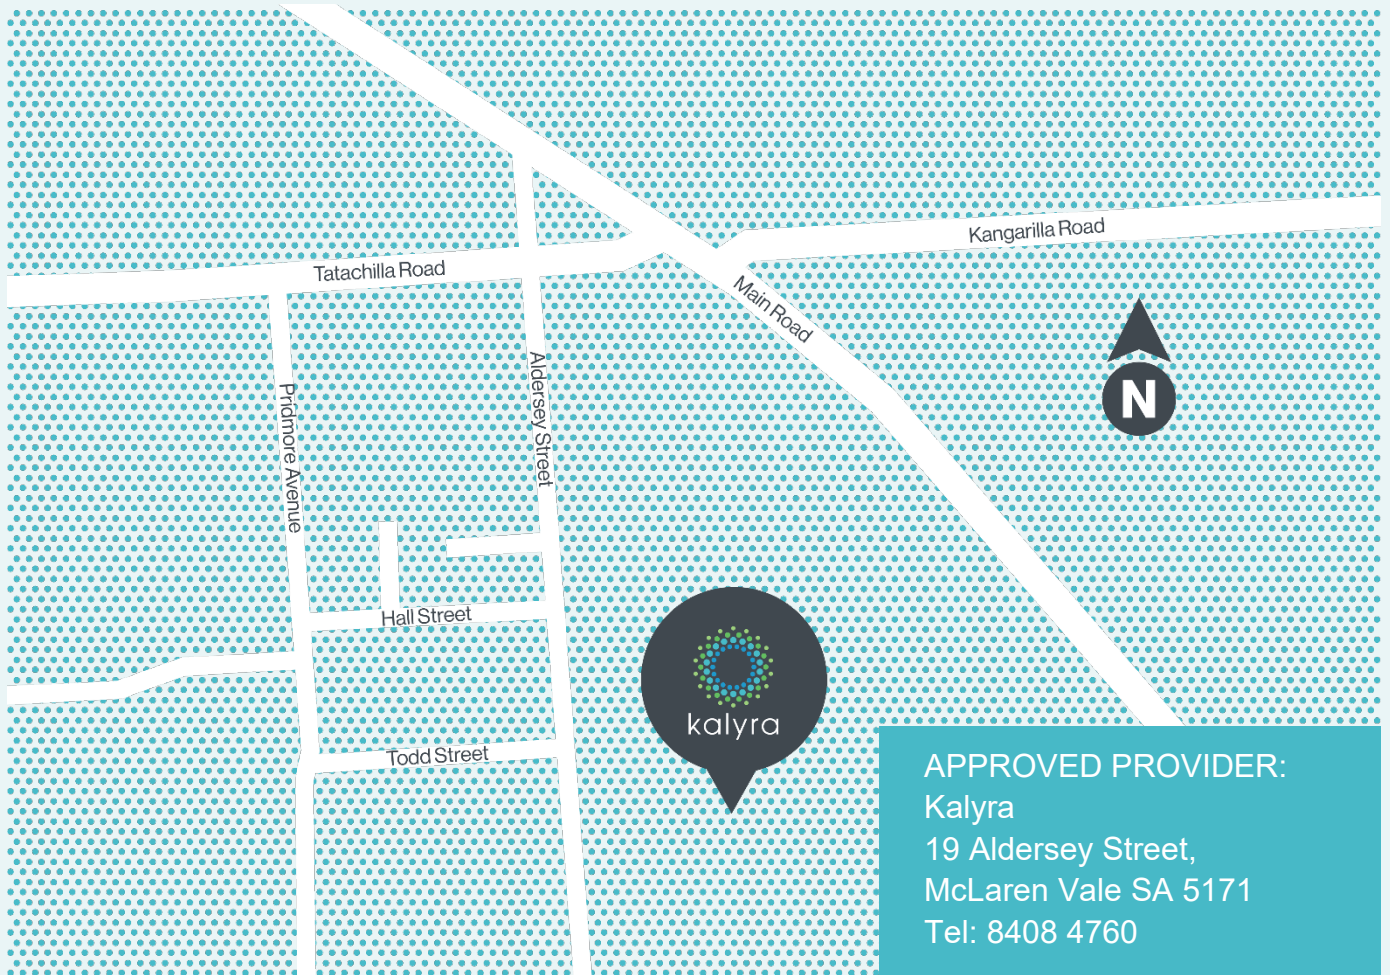 Kangarilla Road
Tatachilla Road
Main Road
Aldersey Street
Pridmore Avenue
N
Hall Street
kalyra
Todd Street
APPROVED PROVIDER:
Kalyra
19 Aldersey Street,
McLaren Vale SA 5171
Tel: 8408 4760